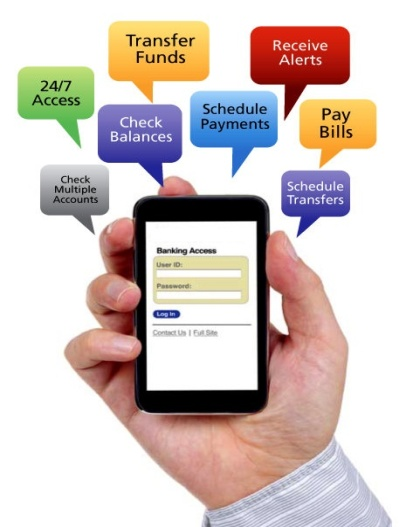 Transfer
Funds
Receive
Alerts
24/7
Access
Check
Balances
Schedule
Payments
Pay
Bills
Check
Multiple
Accounts
Schedule
Transfers
Banking Access
User ID:
Password:
Log In
Contact Us | Full Site